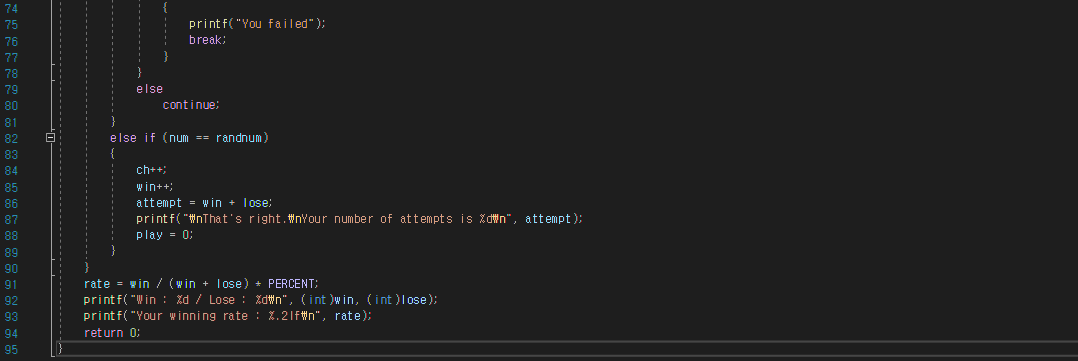 74 {
75 printf("You failed");
76 break;
77 }
78 }
79 else
80 continue;
81 }
82 else if (num == randnum)
83 {
84 ch++;
85 win++;
86 attempt = win + lose;
87 printf("₩nThat's right.₩nYour number of attempts is %d₩n", attempt);
88 play = 0;
89 }
90 }
91 rate = win / (win + lose) * PERCENT;
92 printf("Win : %d / Lose : %d₩n", (int)win, (int)lose);
93 printf("Your winning rate : %.2lf₩n", rate);
94 return 0;
95 }